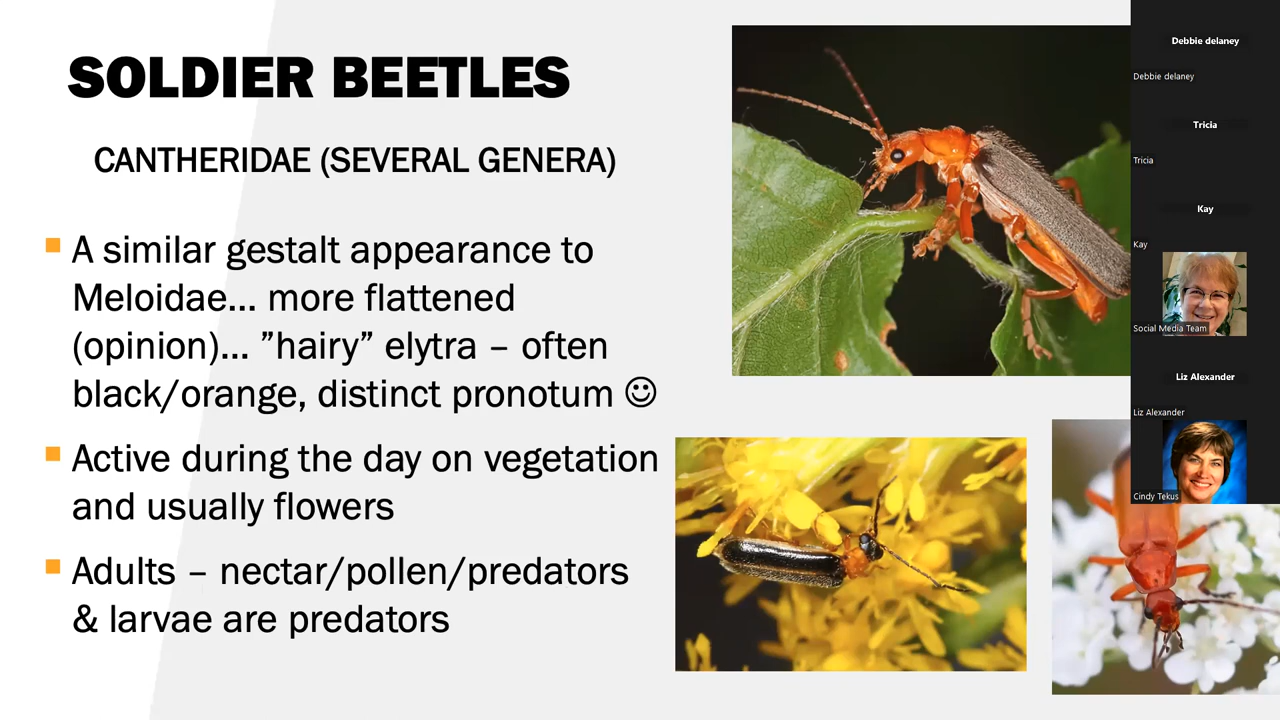 SOLDIER BEETLES
CANTHERIDAE (SEVERAL GENERA)
A similar gestalt appearance to
Meloidae... more flattened
(opinion)... ”hairy” elytra – often
black/orange, distinct pronotum ☺
Active during the day on vegetation
and usually flowers
Adults – nectar/pollen/predators
& larvae are predators
Debbie delaney
Debbie delaney
Tricia
Tricia
Kay
Kay
Social Media Team
Liz Alexander
Liz Alexander
Cindy Tekus